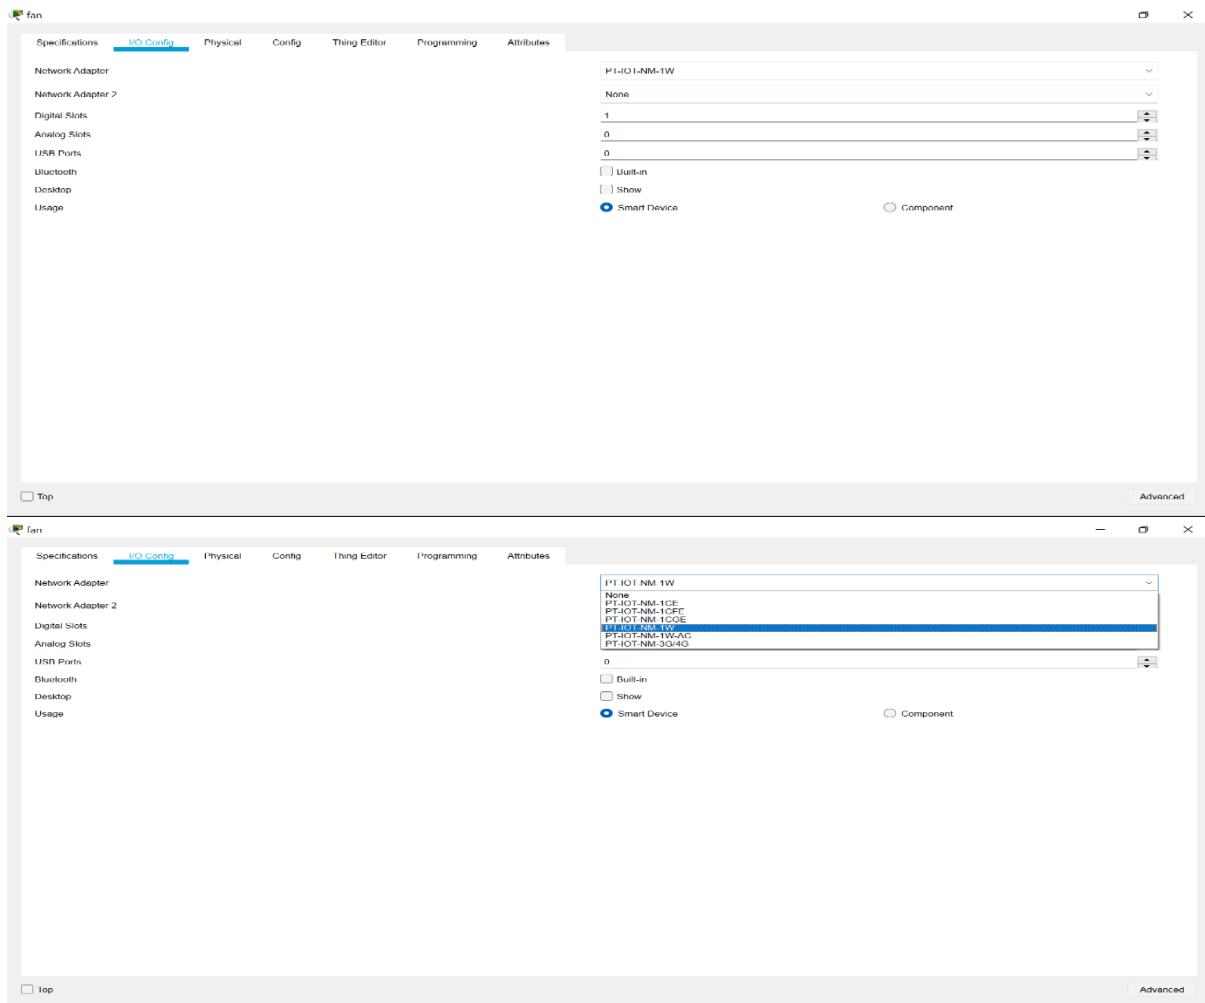 fan
Specifications I/O Config Physical Config Thing Editor Programming Attributes
Network Adapter PT-IOT-NM-1W
Network Adapter 2 None
Digital Slots 1
Analog Slots 0
USB Ports 0
Bluetooth Built-in
Desktop Show
Usage Smart Device Component
Top Advanced
fan
Specifications I/O Config Physical Config Thing Editor Programming Attributes
Network Adapter PT-IOT-NM-1W
None
Network Adapter 2 PT-IOT-NM-1CE
PT-IOT-NM-1CFE
PT-IOT-NM-1CGE
Digital Slots PT-IOT-NM-1W
PT-IOT-NM-1W-AC
Analog Slots PT-IOT-NM-3G/4G
USB Ports 0
Bluetooth Built-in
Desktop Show
Usage Smart Device Component
Top Advanced